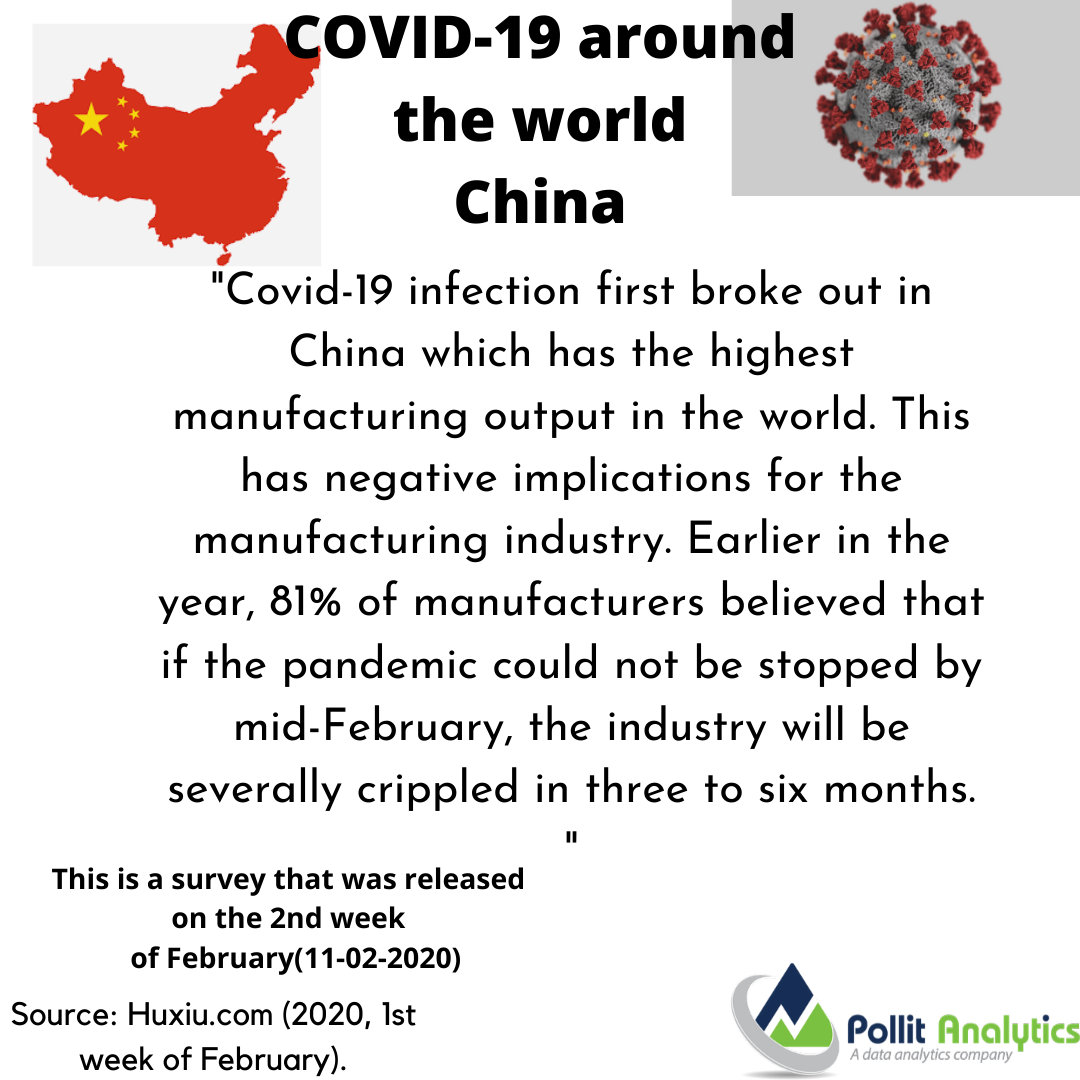 COVID-19 around
the world
China
"Covid-19 infection first broke out in
China which has the highest
manufacturing output in the world. This
has negative implications for the
manufacturing industry. Earlier in the
year, 81% of manufacturers believed that
if the pandemic could not be stopped by
mid-February, the industry will be
severally crippled in three to six months.
"
This is a survey that was released
on the 2nd week
of February(11-02-2020)
Source: Huxiu.com (2020, 1st
week of February).
Pollit Analytics
A data analytics company